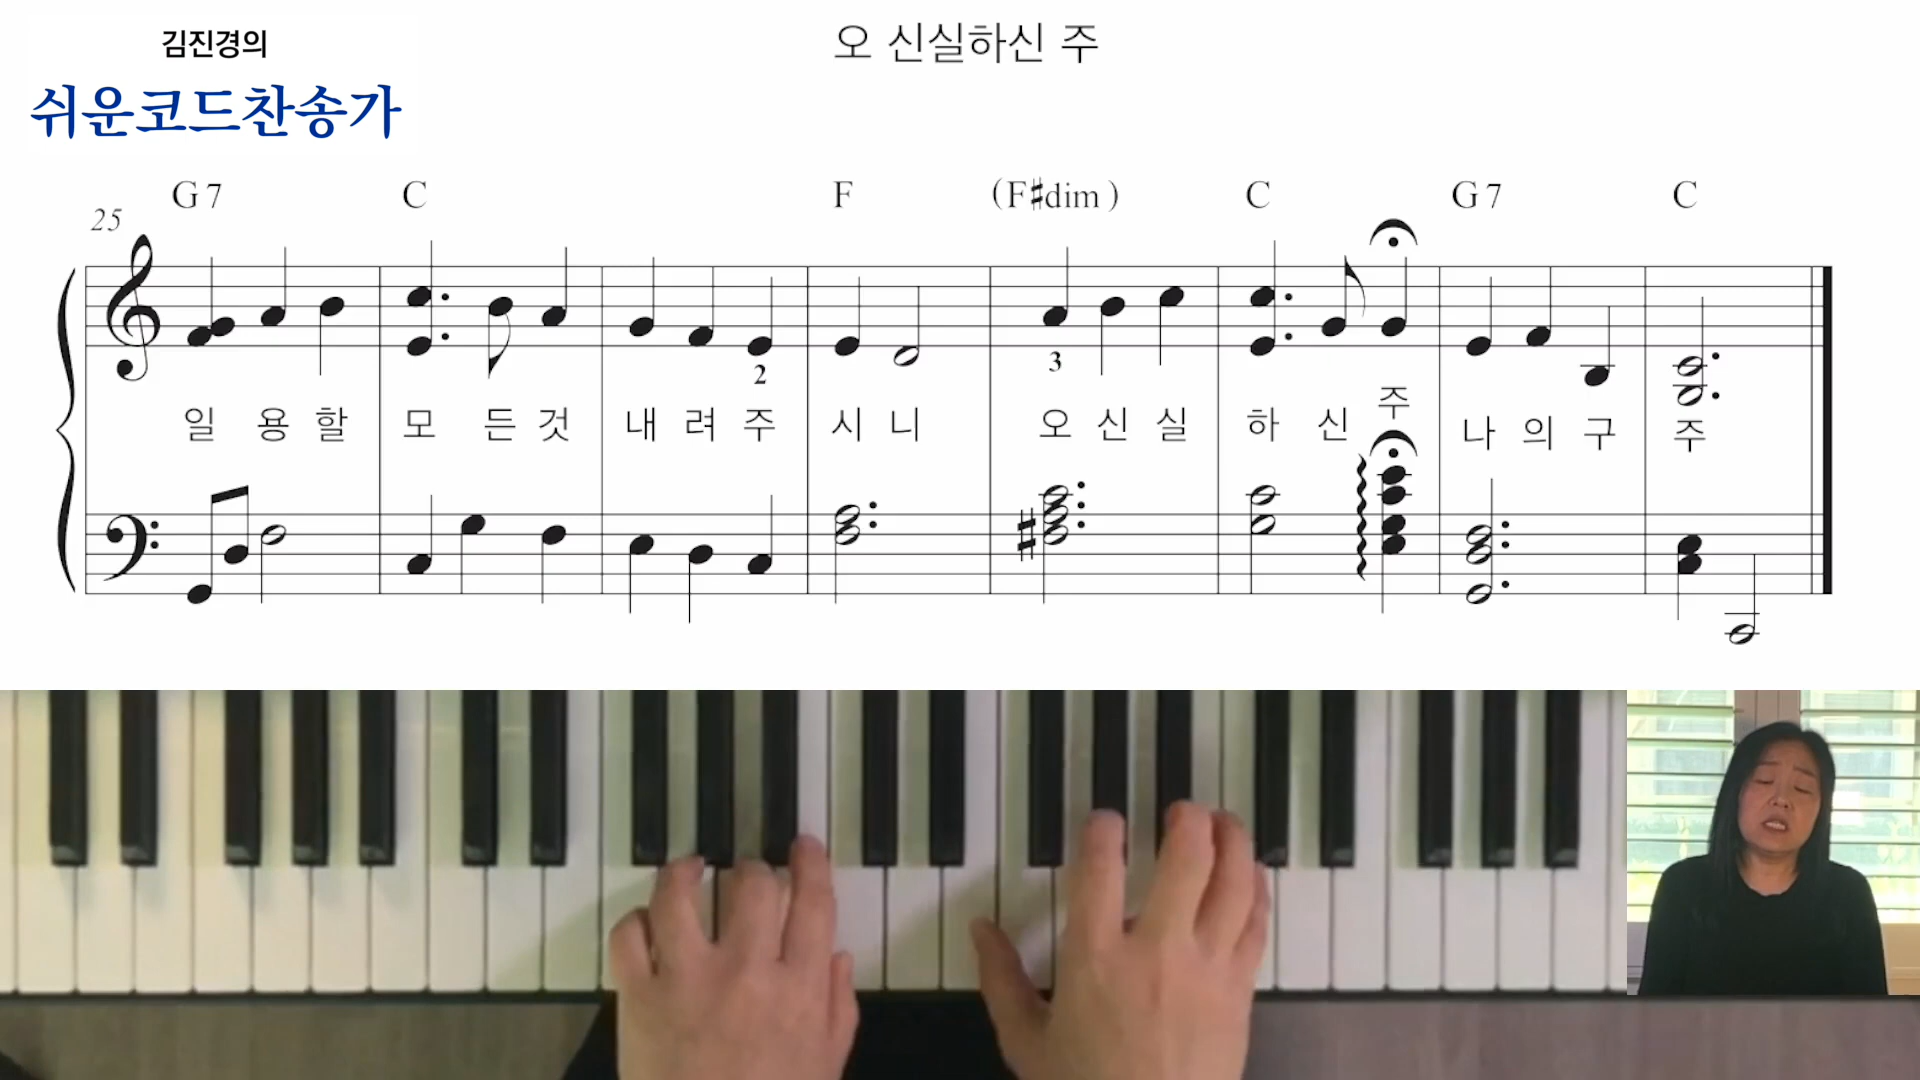 김진경의
쉬운코드찬송가
오 신실하신 주
G7 C F (F♯dim) C G7 C
25
2 3
일 용 할 모 든 것 내 려 주 시 니 오 신 실 하 신 주 나 의 구 주